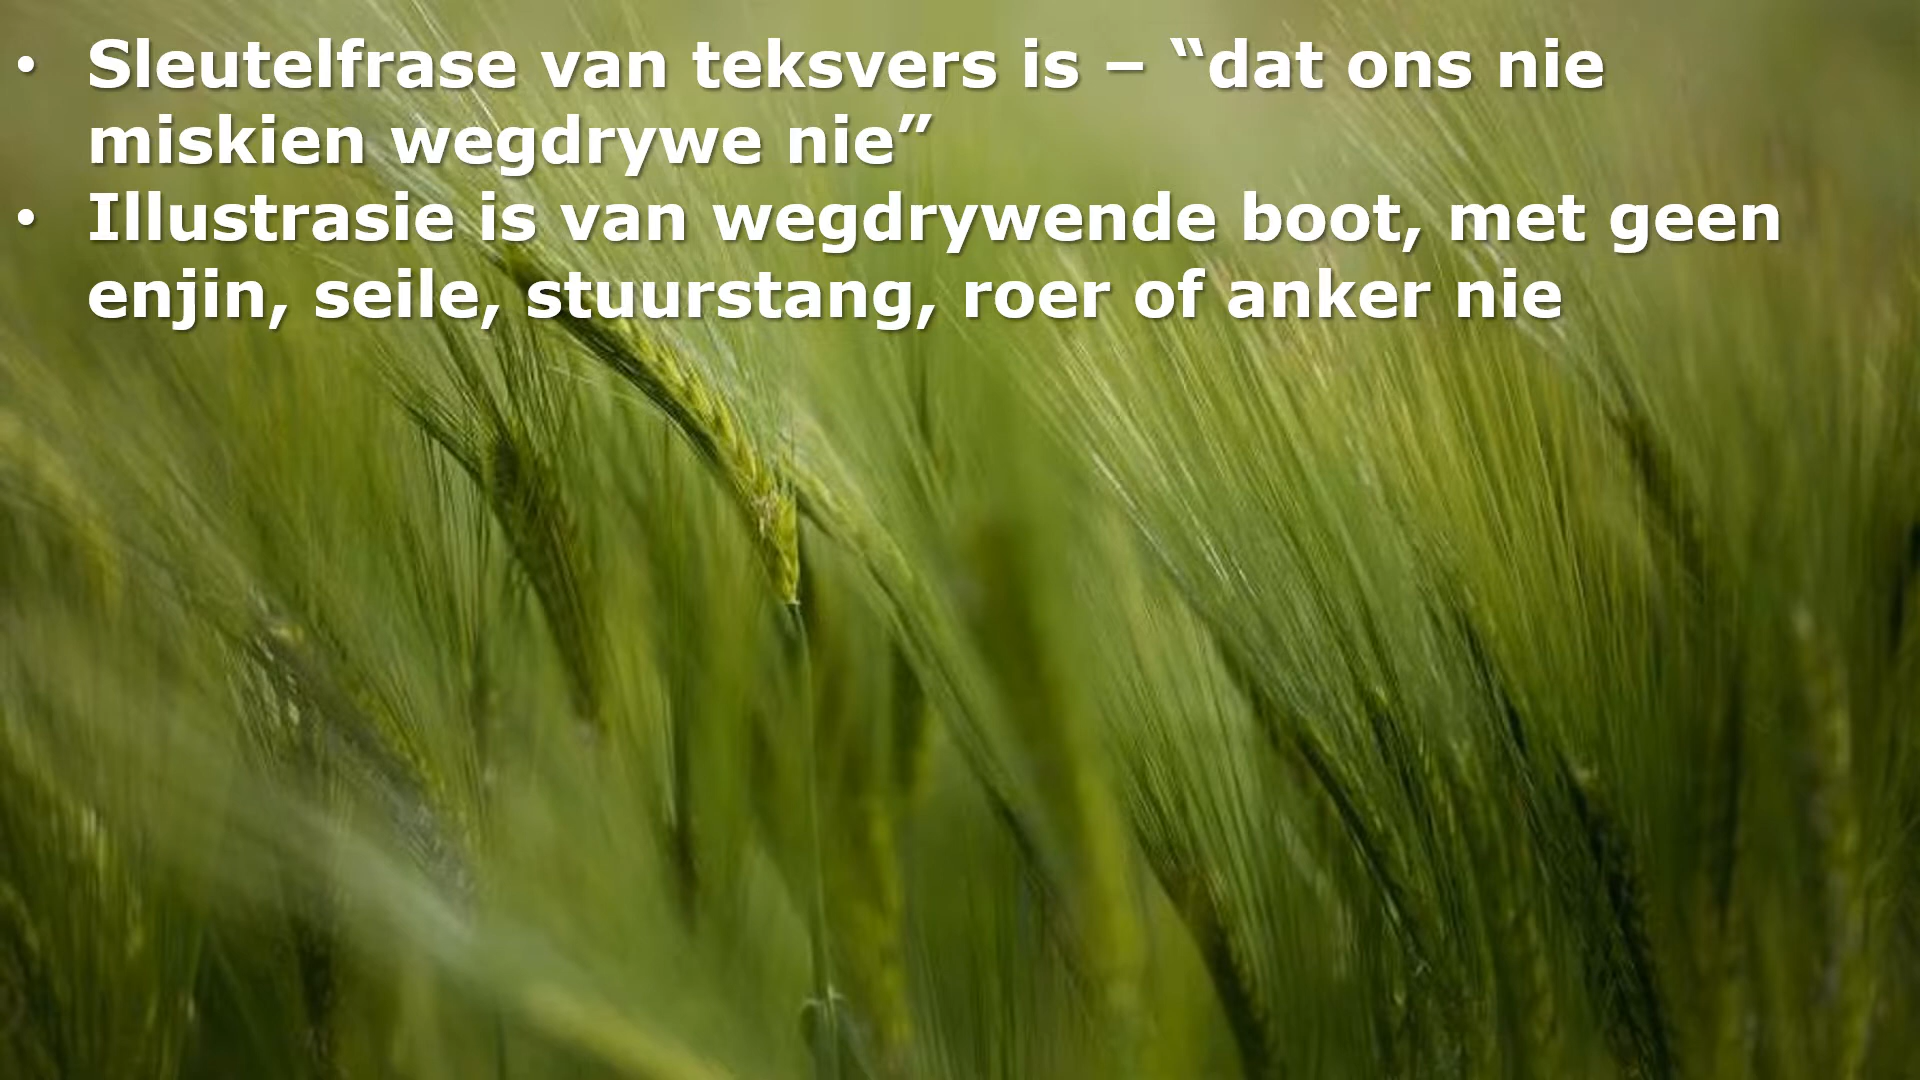 • Sleutelfrase van teksvers is – “dat ons nie
miskien wegdrywe nie”
• Illustrasie is van wegdrywende boot, met geen
enjin, seile, stuurstang, roer of anker nie